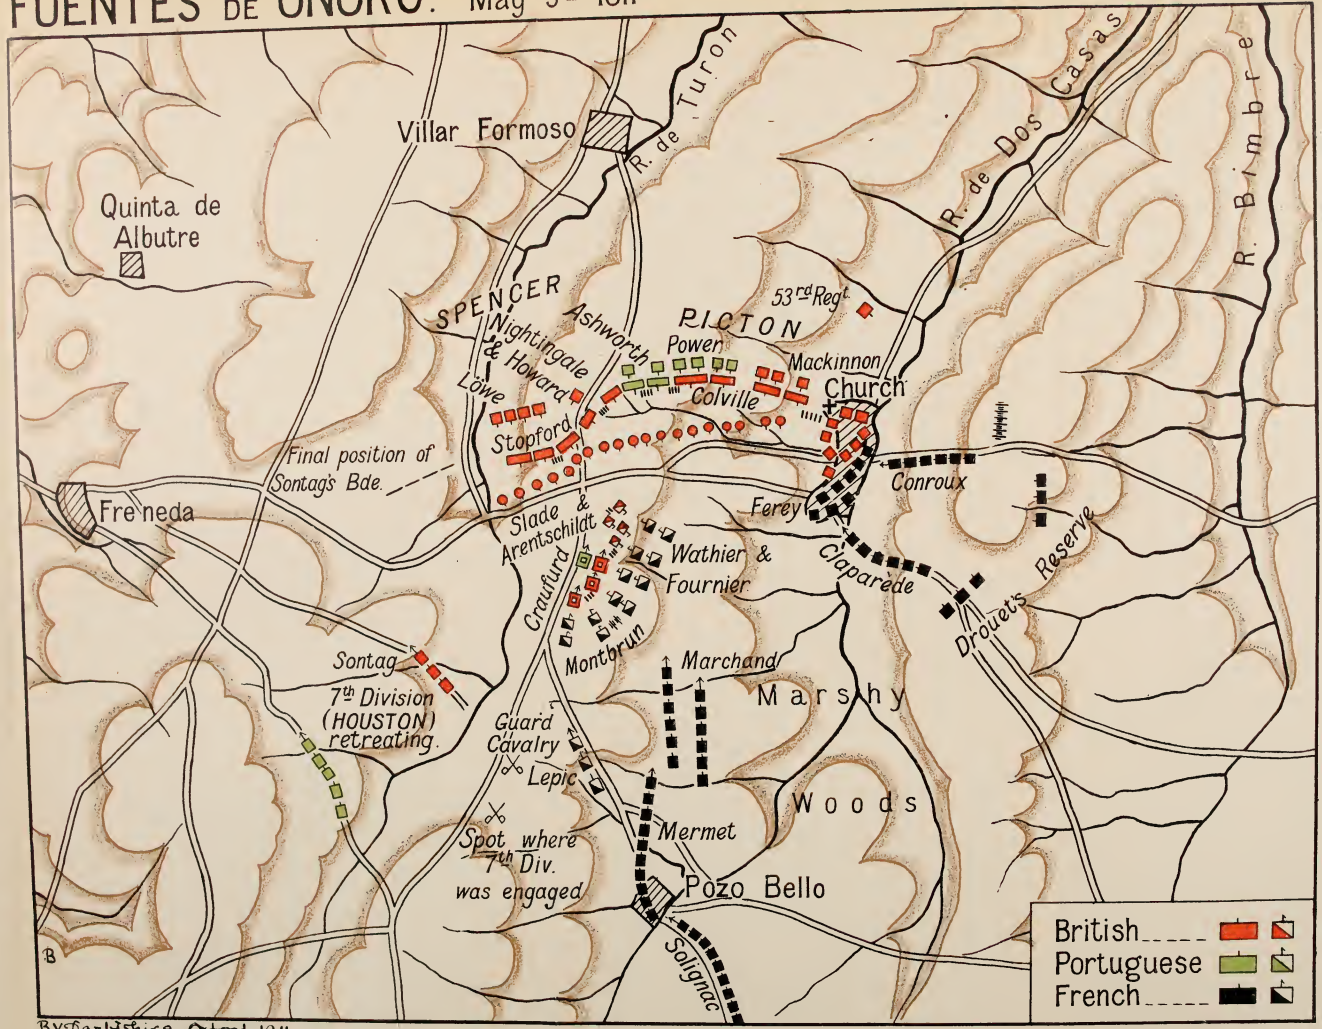 FUENTES DE OÑORO. May 5th 1811
Villar Formoso
R. de Turon
R. de Dos Casas
R. Bimbre
Quinta de
Albutre
SPENCER
Nightingale
& Howard
Ashworth
PICTON
Power
53rd Regt.
Mackinnon
Church
Löwe
Colville
Stopford
Final position of
Sontag's Bde.
Freneda
Conroux
Ferey
Reserve
Slade &
Arentschildt
Wathier &
Fournier
Claparède
Craufurd
Drouet's
Montbrun
Sontag
Marchand
7th Division
(HOUSTON)
retreating.
Marshy
Guard
Cavalry
Lepic
Woods
Spot where
7th Div.
was engaged
Mermet
Pozo Bello
Solignac
British
Portuguese
French
B